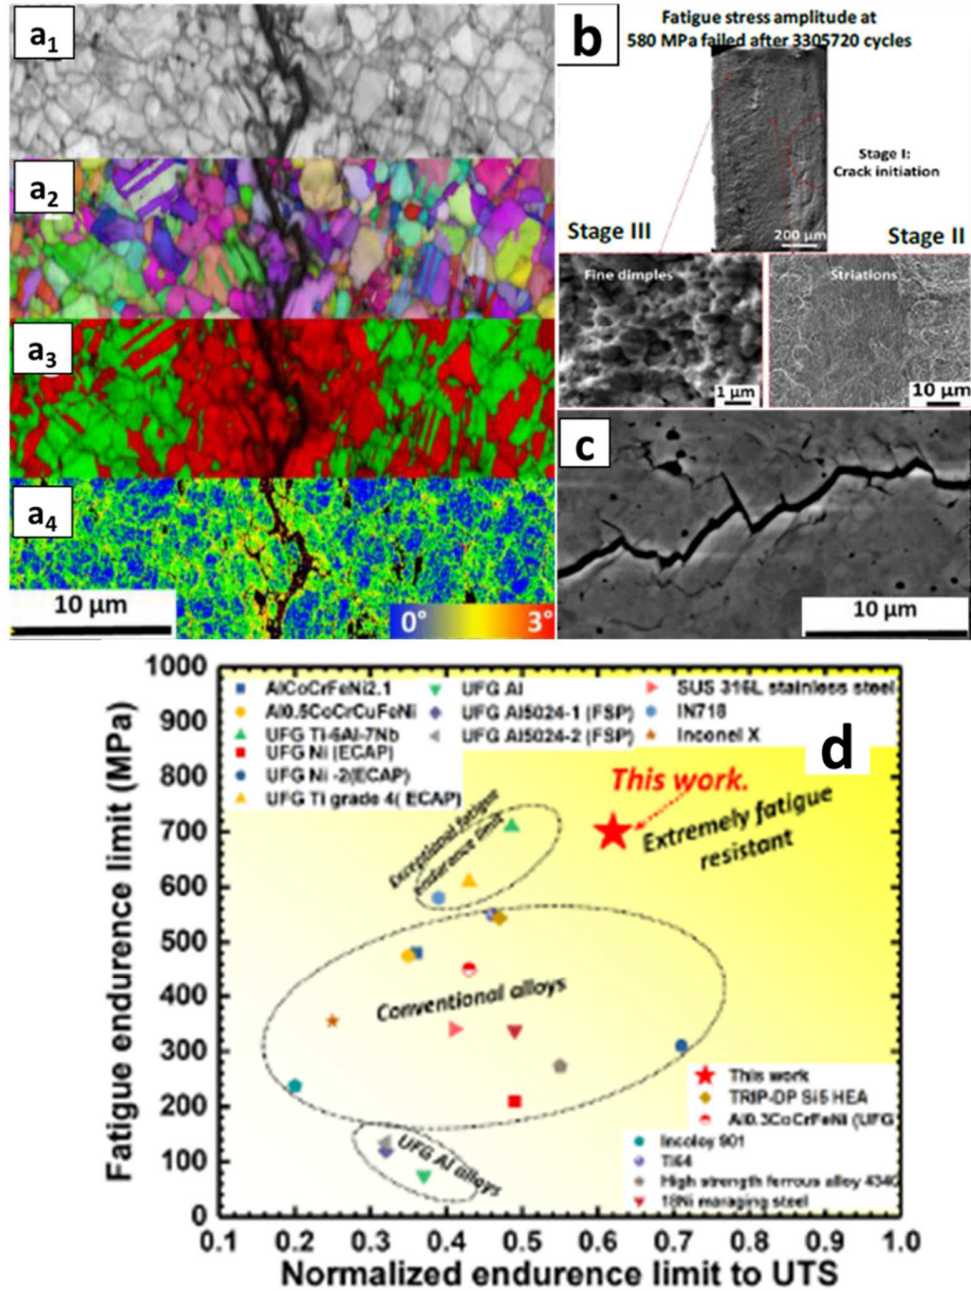 a1
a2
a3
a4
10 µm
0°
3°
b
Fatigue stress amplitude at
580 MPa failed after 3305720 cycles
Stage I:
Crack initiation
200 µm
Stage III
Stage II
Fine dimples
Striations
1 µm
10 µm
c
10 µm
d
Fatigue endurence limit (MPa)
1000
900
800
700
600
500
400
300
200
100
0
AlCoCrFeNi2.1
Al0.5CoCrCuFeNi
UFG Ti-6Al-7Nb
UFG Ni (ECAP)
UFG Ni -2(ECAP)
UFG Ti grade 4( ECAP)
UFG Al
UFG Al5024-1 (FSP)
UFG Al5024-2 (FSP)
SUS 316L stainless steel
IN718
Inconel X
This work.
Extremely fatigue
resistant
Exceptional fatigue
endurance limit
Conventional alloys
UFG Al alloys
This work
TRIP-DP Si5 HEA
Al0.3CoCrFeNi (UFG
Incoloy 901
Ti64
High strength ferrous alloy 4340
18Ni maraging steel
0.1 0.2 0.3 0.4 0.5 0.6 0.7 0.8 0.9 1.0
Normalized endurence limit to UTS